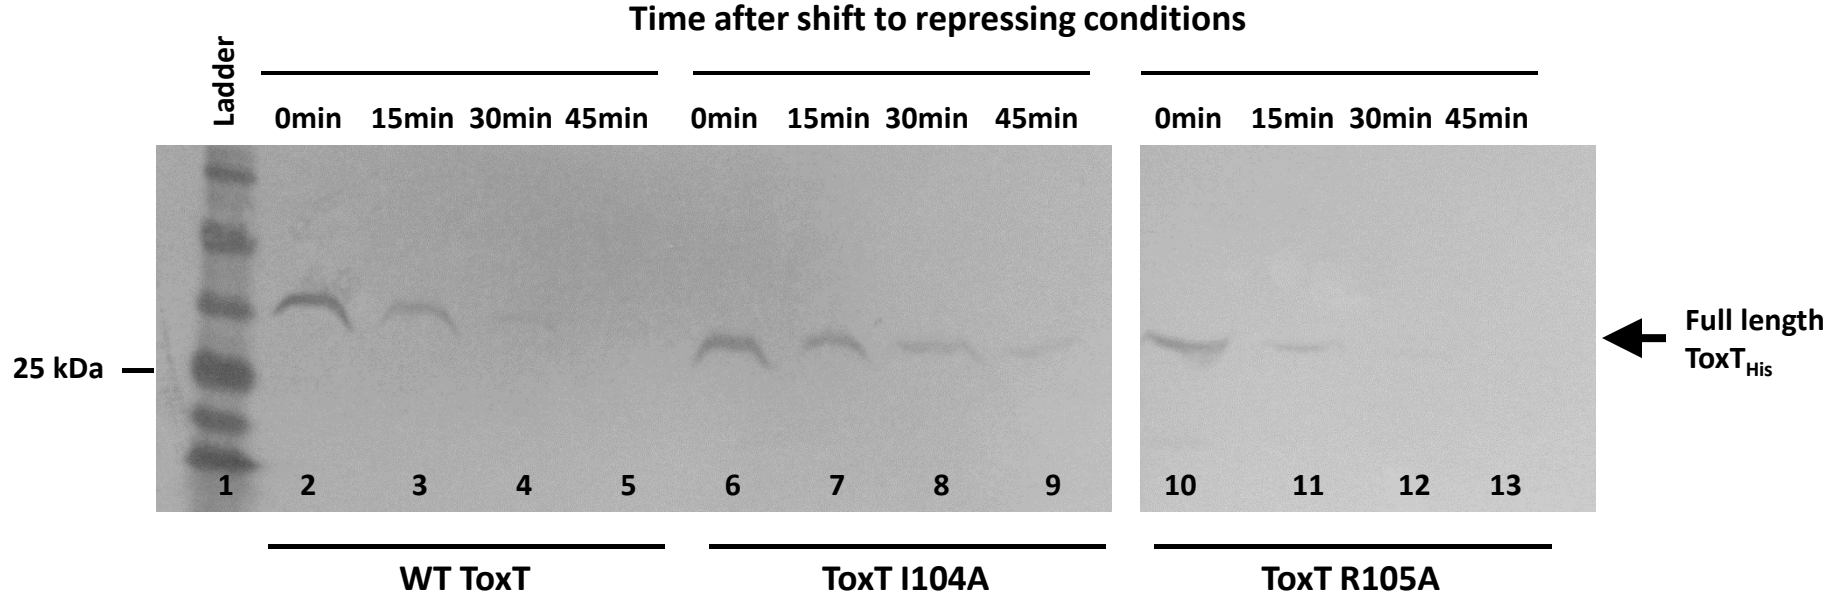 Time after shift to repressing conditions
Ladder
0min 15min 30min 45min 0min 15min 30min 45min 0min 15min 30min 45min
25 kDa
Full length
ToxTHis
1 2 3 4 5 6 7 8 9 10 11 12 13
WT ToxT ToxT I104A ToxT R105A